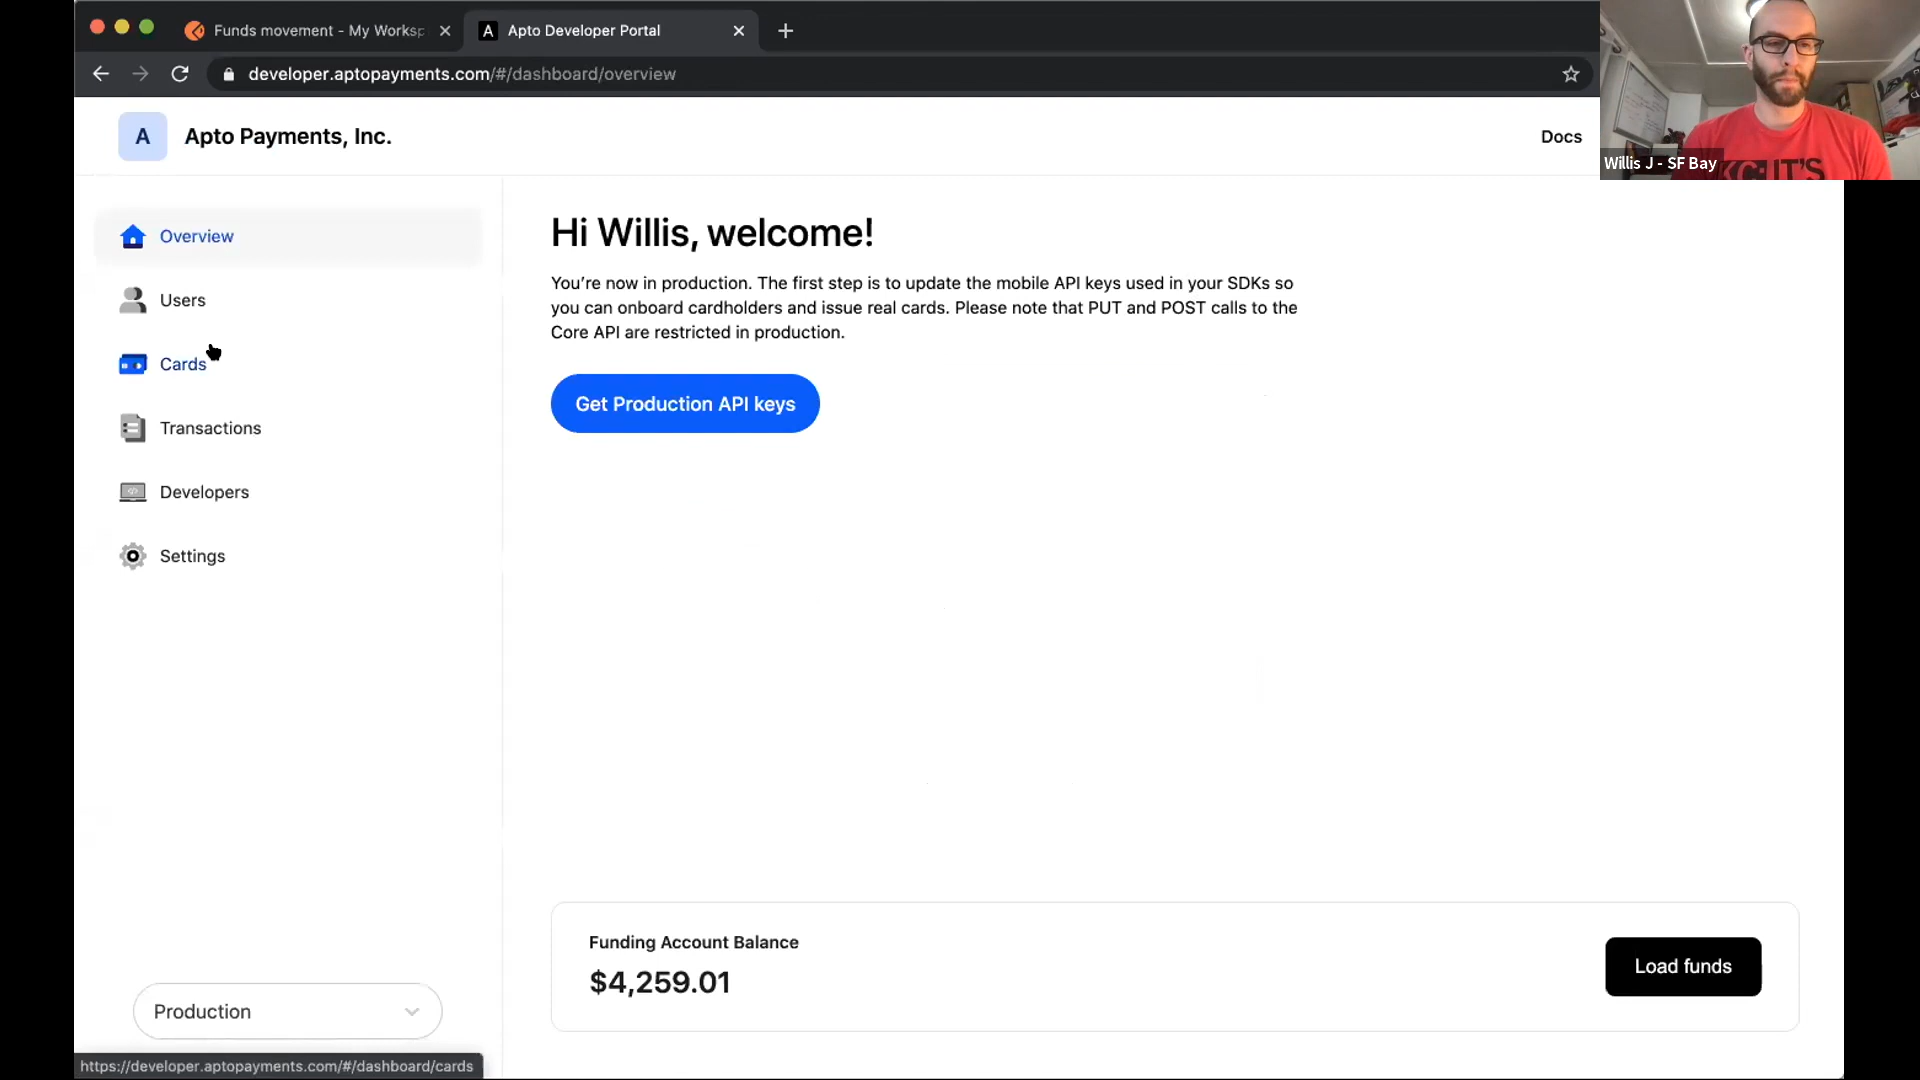 Funds movement - My Worksp
Apto Developer Portal
developer.aptopayments.com/#/dashboard/overview
A
Apto Payments, Inc.
Docs
Willis J - SF Bay
Overview
Users
Cards
Transactions
Developers
Settings
Hi Willis, welcome!
You’re now in production. The first step is to update the mobile API keys used in your SDKs so
you can onboard cardholders and issue real cards. Please note that PUT and POST calls to the
Core API are restricted in production.
Get Production API keys
Funding Account Balance
$4,259.01
Load funds
Production
https://developer.aptopayments.com/#/dashboard/cards